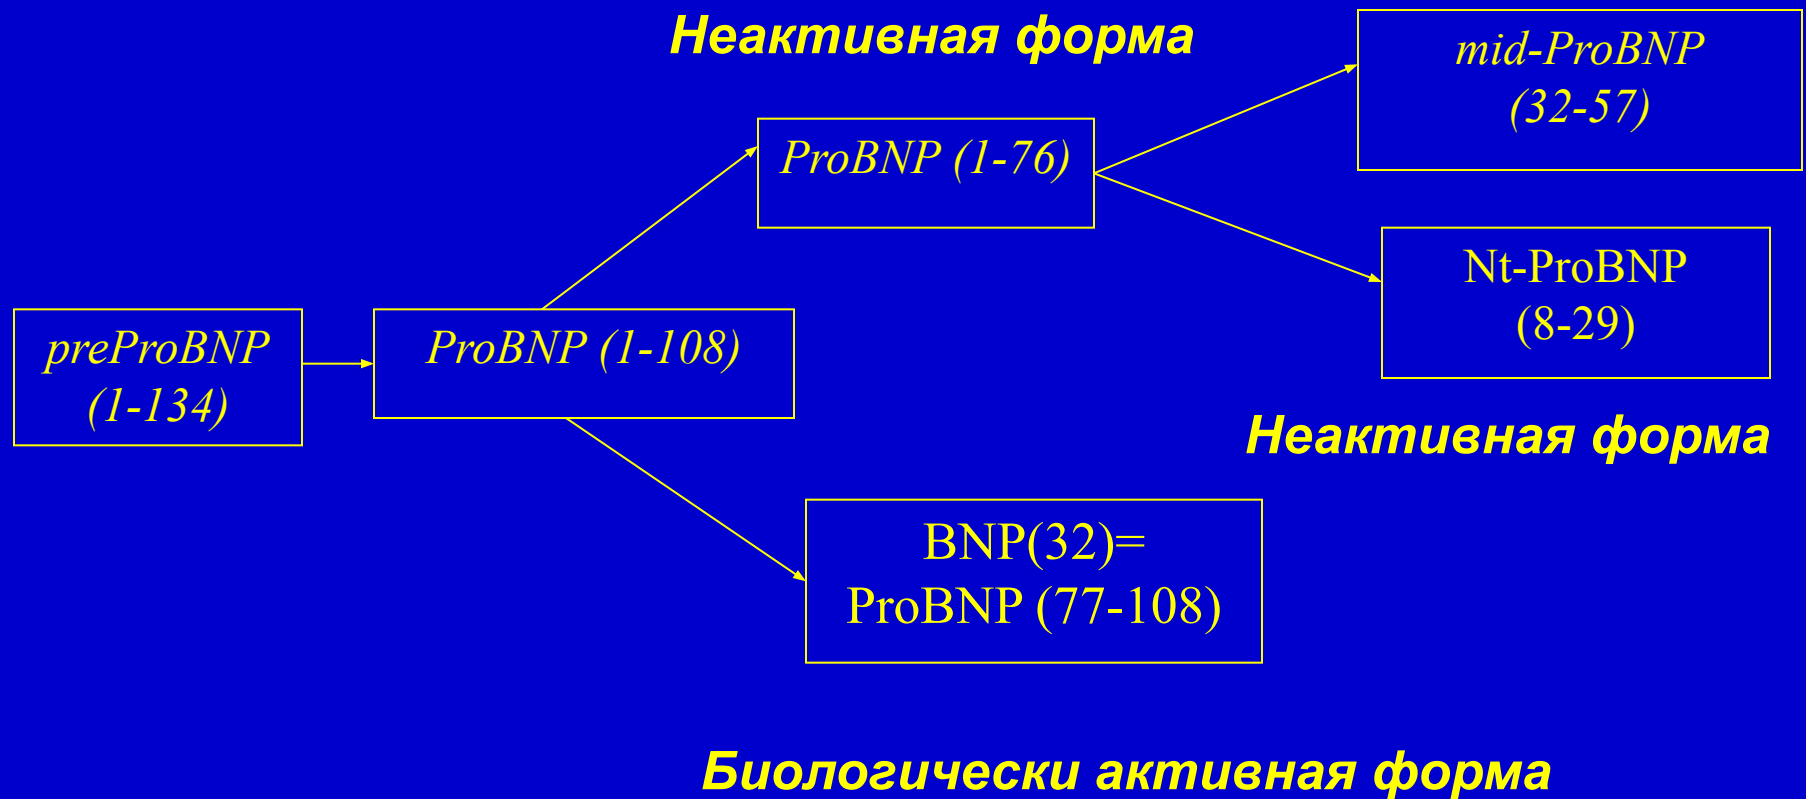 Неактивная форма
mid-ProBNP
(32-57)
ProBNP (1-76)
Nt-ProBNP
(8-29)
preProBNP
(1-134)
ProBNP (1-108)
Неактивная форма
BNP(32)=
ProBNP (77-108)
Биологически активная форма